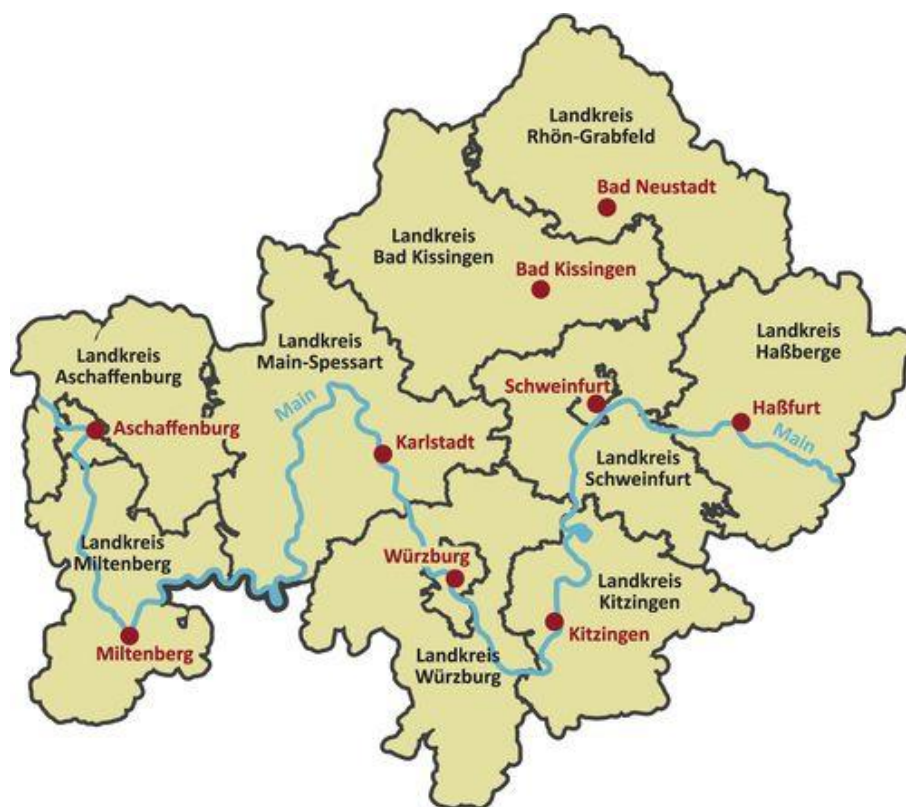 Landkreis
Rhön-Grabfeld
Bad Neustadt
Landkreis
Bad Kissingen
Bad Kissingen
Landkreis
Haßberge
Landkreis
Main-Spessart
Landkreis
Aschaffenburg
Schweinfurt
Main
Haßfurt
Aschaffenburg
Karlstadt
Main
Landkreis
Schweinfurt
Landkreis
Miltenberg
Würzburg
Landkreis
Kitzingen
Kitzingen
Miltenberg
Landkreis
Würzburg